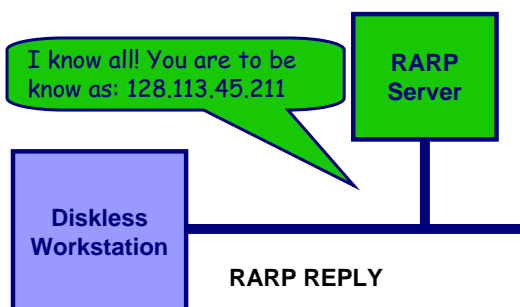 I know all! You are to be
know as: 128.113.45.211
RARP
Server
Diskless
Workstation
RARP REPLY